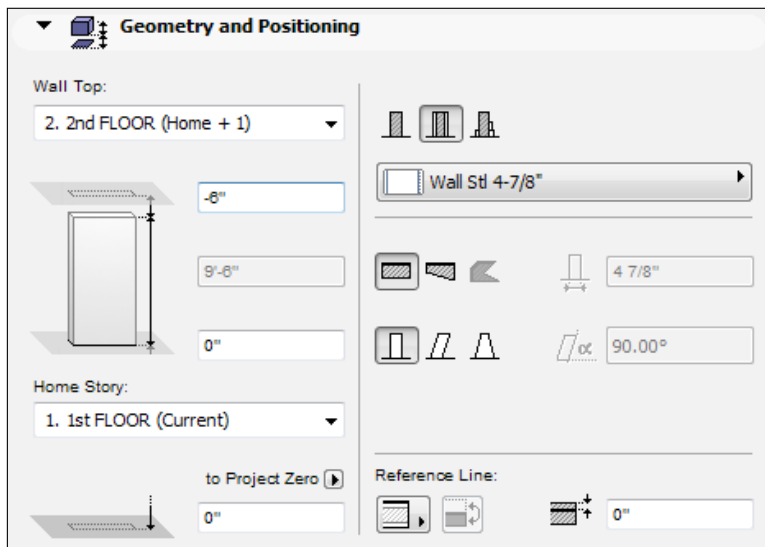 Geometry and Positioning
Wall Top:
2. 2nd FLOOR (Home + 1)
-6"
9'-6"
0"
Home Story:
1. 1st FLOOR (Current)
to Project Zero
0"
Wall Stl 4-7/8"
4 7/8"
α
90.00°
Reference Line:
0"